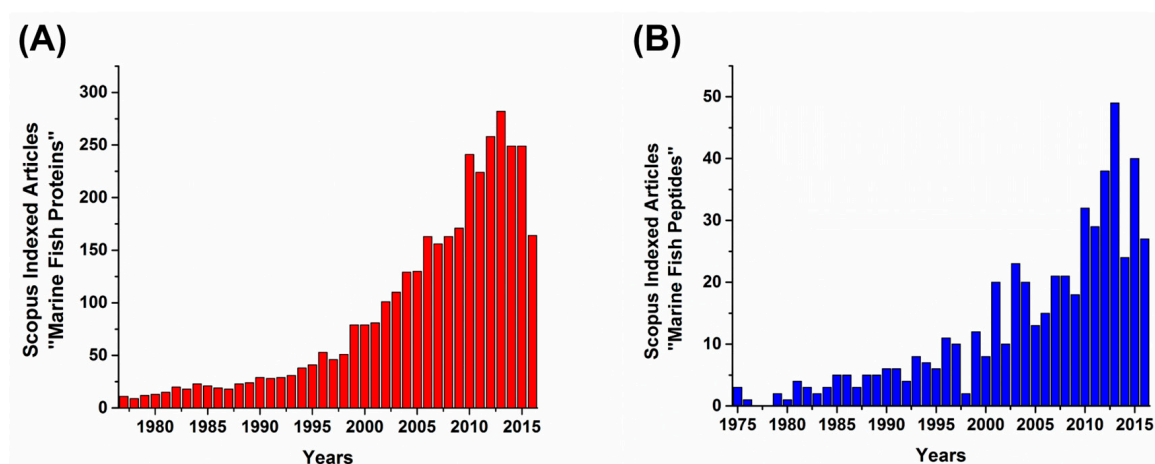 (A)
Scopus Indexed Articles
"Marine Fish Proteins"
300
250
200
150
100
50
0
1980 1985 1990 1995 2000 2005 2010 2015
Years
(B)
Scopus Indexed Articles
"Marine Fish Peptides"
50
40
30
20
10
0
1975 1980 1985 1990 1995 2000 2005 2010 2015
Years